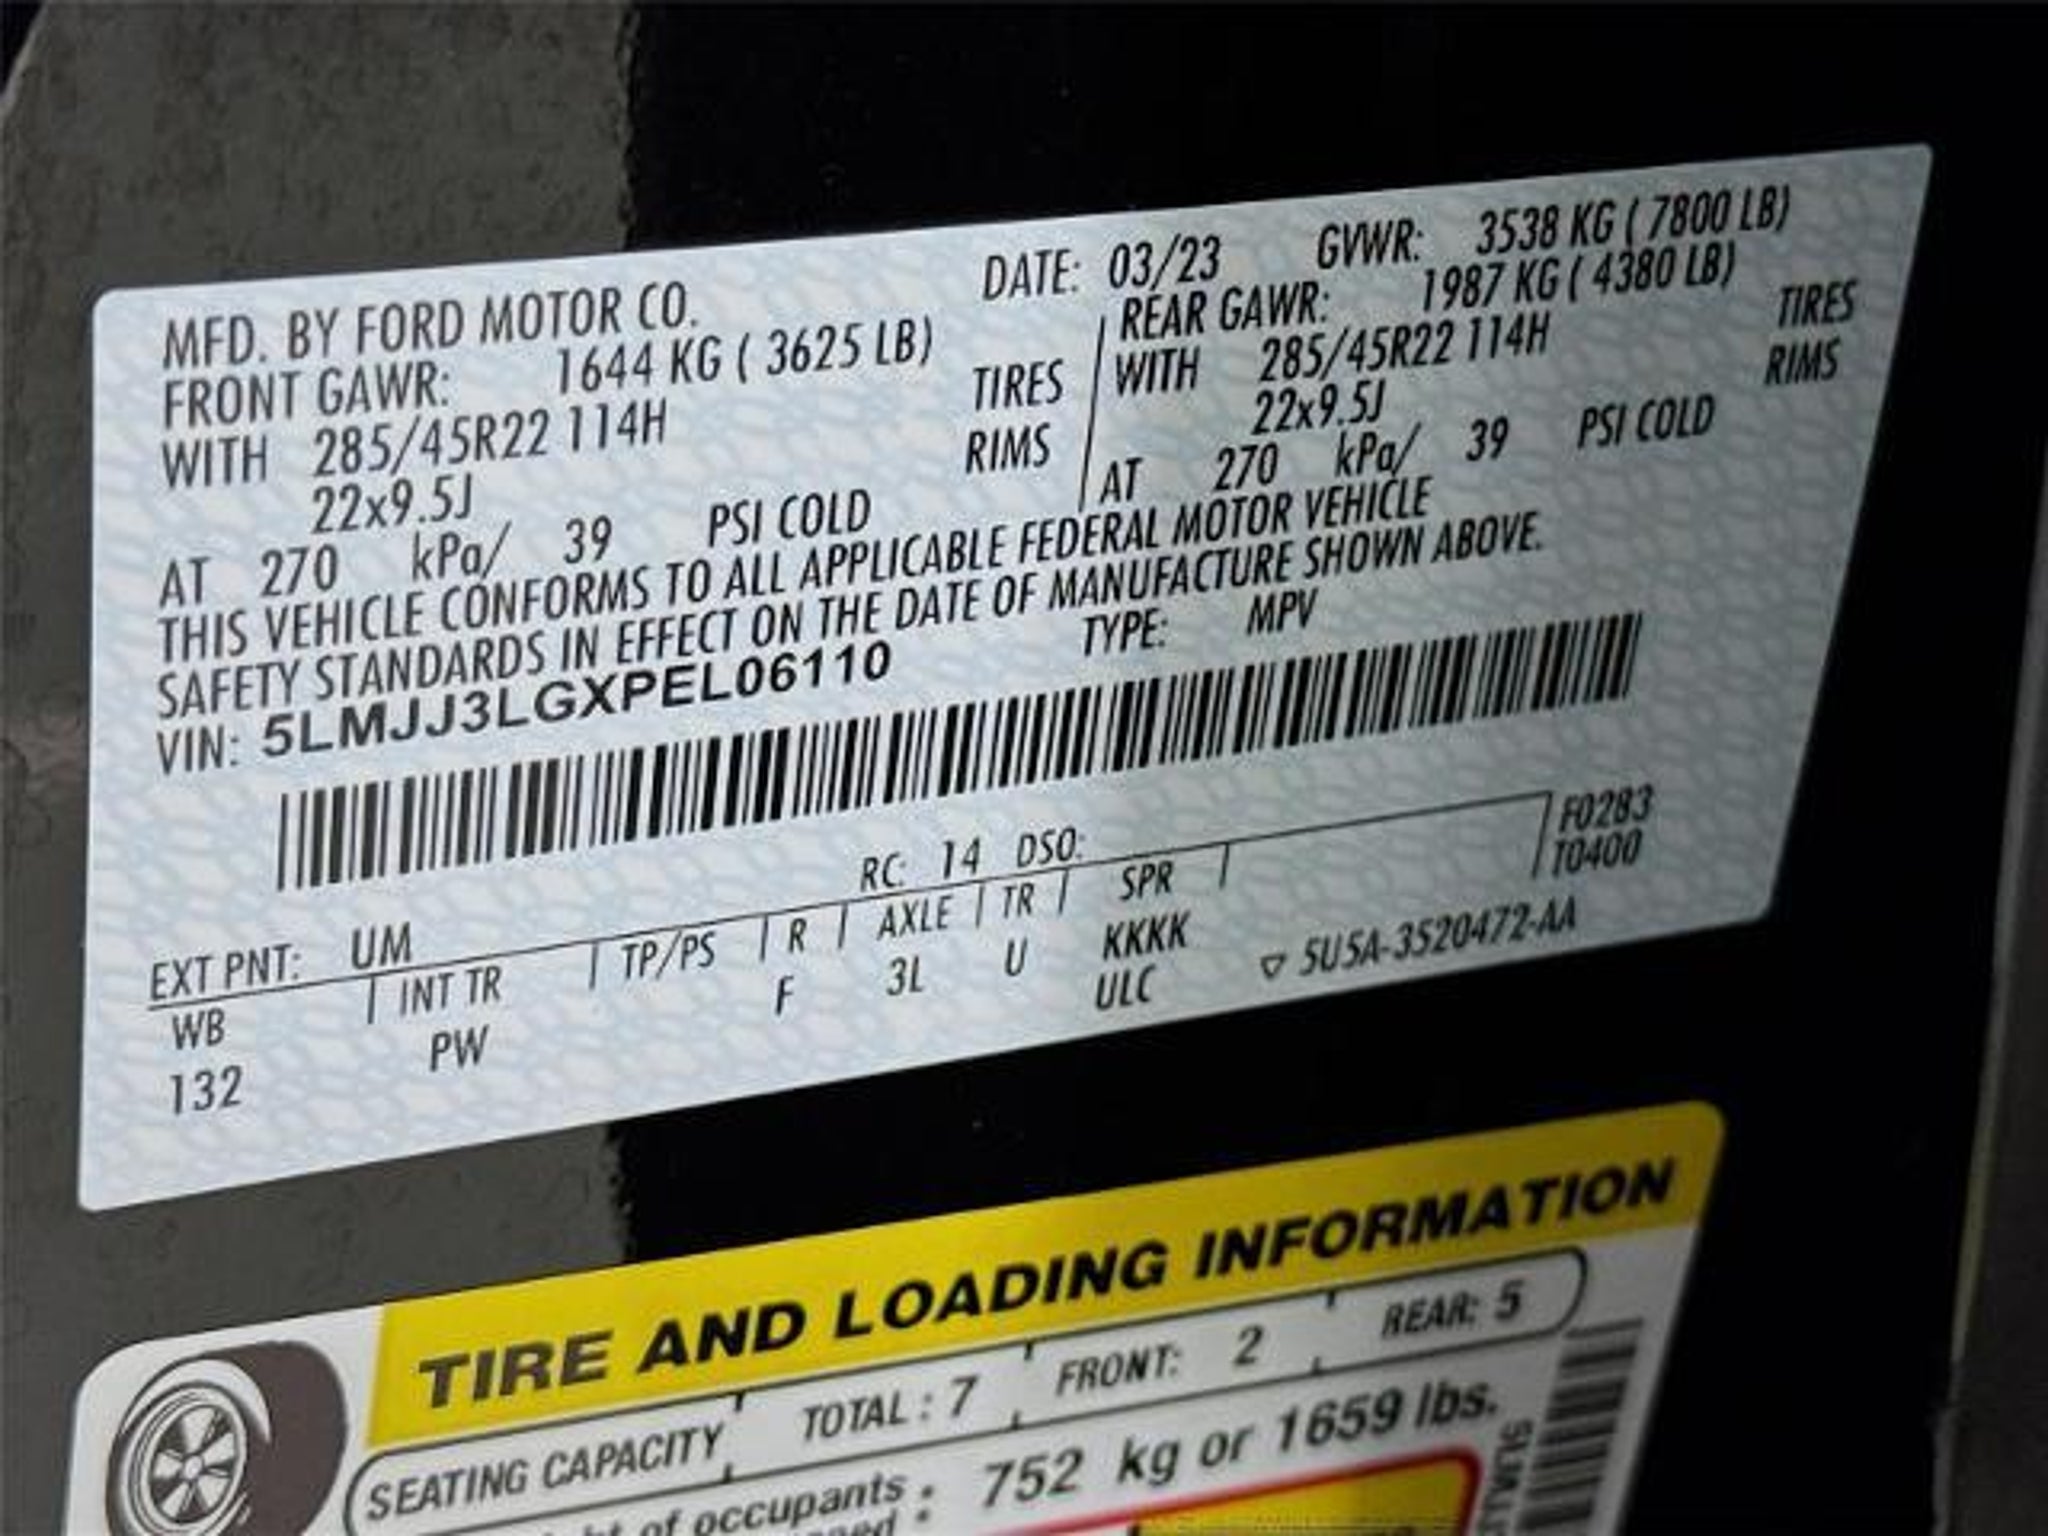 MFD. BY FORD MOTOR CO.
DATE: 03/23 GVWR: 3538 KG ( 7800 LB)
FRONT GAWR: 1644 KG ( 3625 LB)
WITH 285/45R22 114H TIRES
22x9.5J RIMS
AT 270 kPa/ 39 PSI COLD
REAR GAWR: 1987 KG ( 4380 LB)
WITH 285/45R22 114H TIRES
22x9.5J RIMS
AT 270 kPa/ 39 PSI COLD
THIS VEHICLE CONFORMS TO ALL APPLICABLE FEDERAL MOTOR VEHICLE
SAFETY STANDARDS IN EFFECT ON THE DATE OF MANUFACTURE SHOWN ABOVE.
VIN: 5LMJJ3LGXPEL06110 TYPE: MPV
F0283
T0400
EXT PNT: UM RC: 14 DSO:
WB INT TR TP/PS R AXLE TR SPR
132 PW F 3L U KKKK
ULC ▽ 5U5A-3520472-AA
TIRE AND LOADING INFORMATION
SEATING CAPACITY TOTAL : 7 FRONT: 2 REAR: 5
of occupants : 752 kg or 1659 lbs.